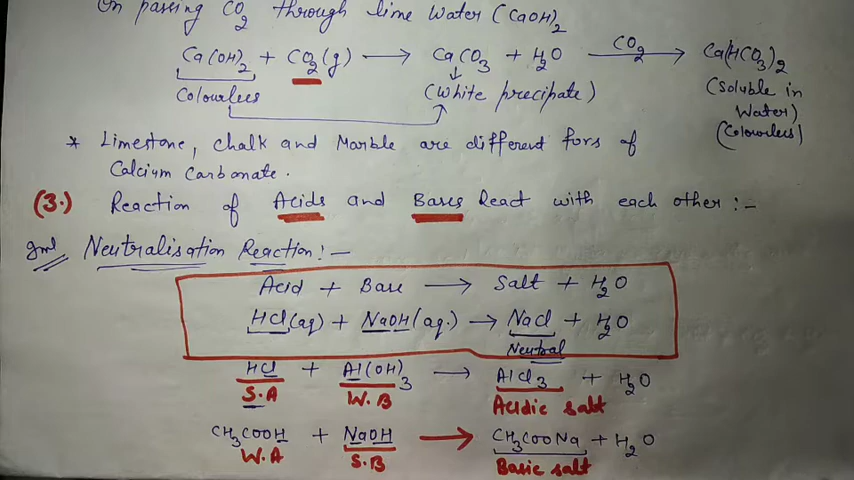 On passing CO₂ through lime water (CaOH)₂
Ca(OH)₂ + CO₂(g) → CaCO₃ + H₂O —CO₂→ Ca(HCO₃)₂
Colourless (White precipate) (Soluble in
Water)
(Colourless)
* Limestone, chalk and Marble are different fors of
Calcium Carbonate.
(3.) Reaction of Acids and Bases React with each other :-
Neutralisation Reaction :-
Acid + Base → Salt + H₂O
HCl(aq) + NaOH(aq.) → NaCl + H₂O
Neutral
HCl + Al(OH)₃ → AlCl₃ + H₂O
S.A W.B Acidic salt
CH₃COOH + NaOH → CH₃COONa + H₂O
W.A S.B Basic salt